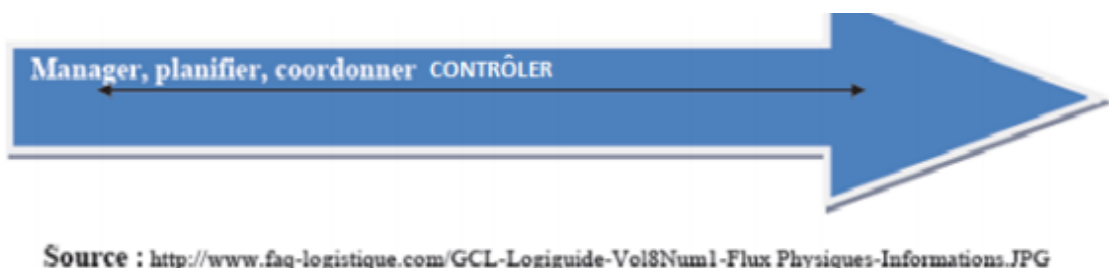 Manager, planifier, coordonner CONTRÔLER
Source : http://www.faq-logistique.com/GCL-Logiguide-Vol8Num1-Flux Physiques-Informations.JPG